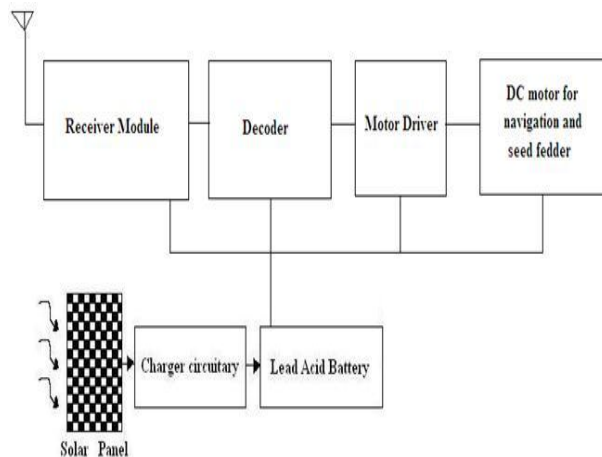 Receiver Module
Decoder
Motor Driver
DC motor for
navigation and
seed fedder
Charger circuitary
Lead Acid Battery
Solar Panel